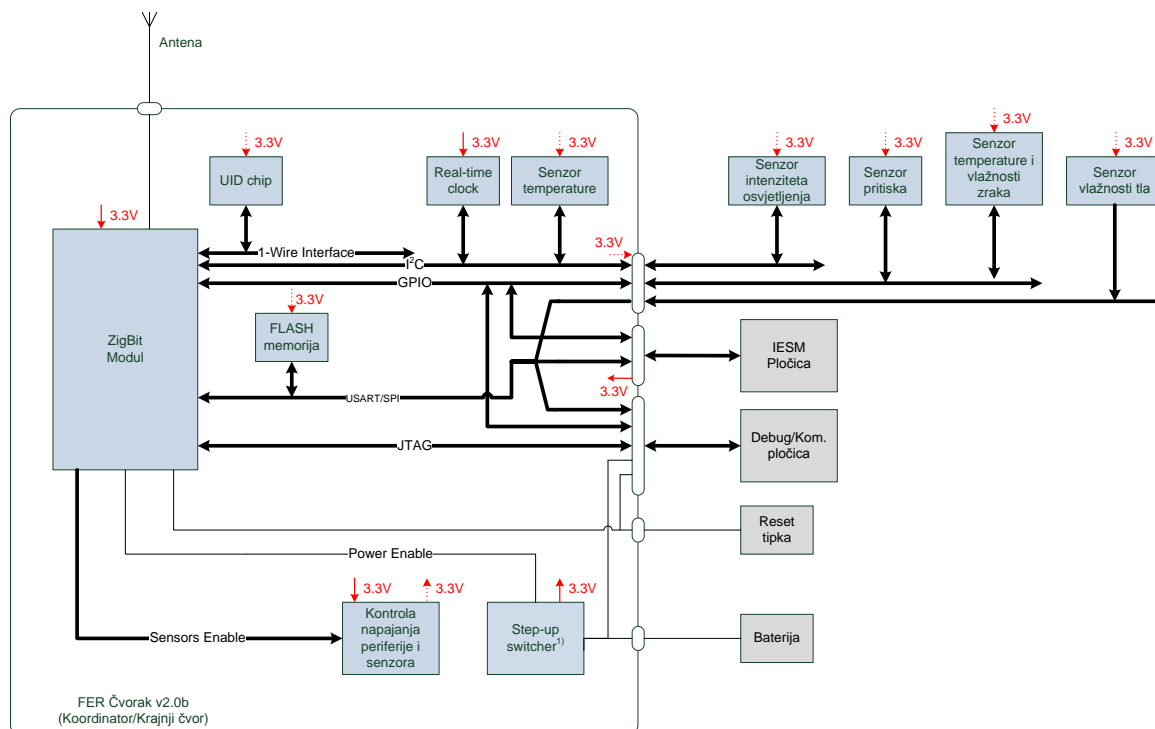 Antena
3.3V
3.3V
3.3V
3.3V
3.3V
3.3V
3.3V
UID chip
Real-time
clock
Senzor
temperature
Senzor
intenziteta
osvjetljenja
Senzor
pritiska
Senzor
temperature i
vlažnosti
zraka
Senzor
vlažnosti tla
3.3V
1-Wire Interface
3.3V
I²C
GPIO
3.3V
FLASH
memorija
ZigBit
Modul
IESM
Pločica
3.3V
USART/SPI
JTAG
Debug/Kom.
pločica
Reset
tipka
Power Enable
3.3V
3.3V
3.3V
Sensors Enable
Kontrola
napajanja
periferije i
senzora
Step-up
switcher¹⁾
Baterija
FER Čvorak v2.0b
(Koordinator/Krajnji čvor)